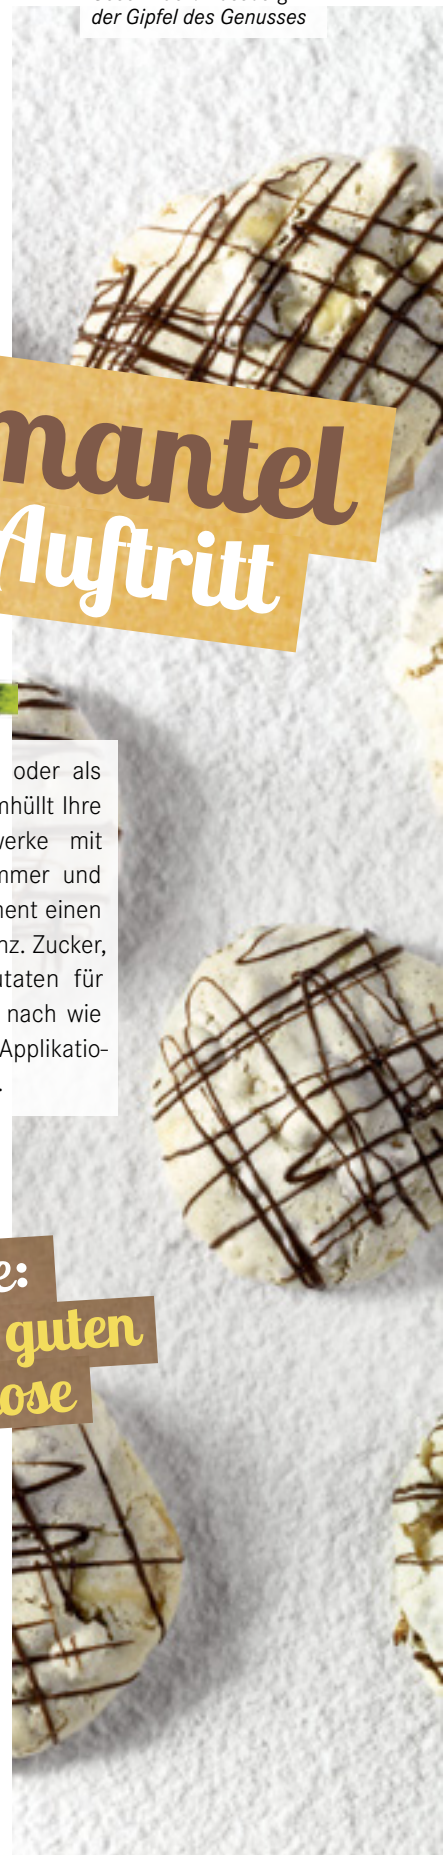 der Gipfel des Genusses
mantel
Auftritt
oder als
mhüllt Ihre
werke mit
mmer und
ment einen
nz. Zucker,
utaten für
nach wie
Applikatio-
.
e:
guten
ose